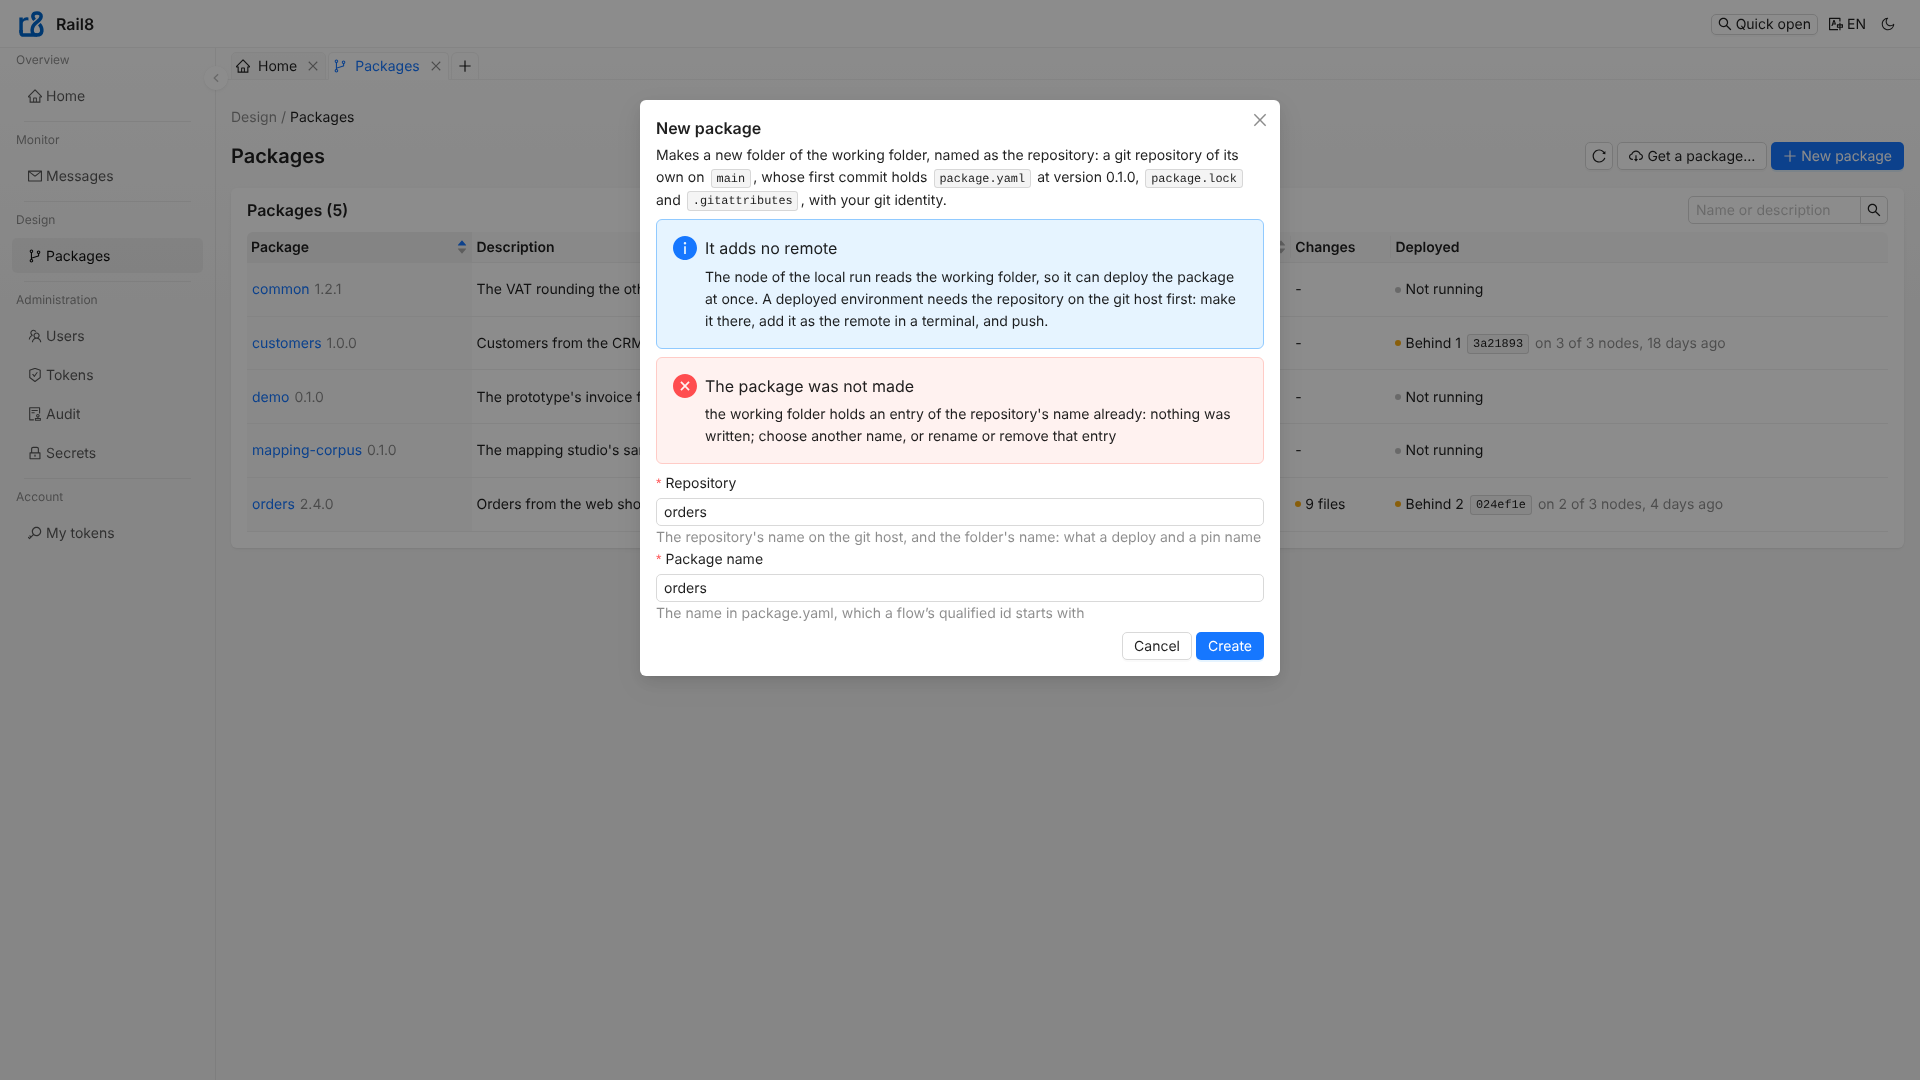 r8 Rail8
Quick open
EN
Overview
Home
Monitor
Messages
Design
Packages
Administration
Users
Tokens
Audit
Secrets
Account
My tokens
Home
Packages
Design / Packages
Packages
Get a package...
New package
Packages (5)
Name or description
Package
Description
Changes
Deployed
common 1.2.1
The VAT rounding the
-
Not running
customers 1.0.0
Customers from the CRM
-
Behind 1 3a21893 on 3 of 3 nodes, 18 days ago
demo 0.1.0
The prototype's invoice
-
Not running
mapping-corpus 0.1.0
The mapping studio's
-
Not running
orders 2.4.0
Orders from the web
9 files
Behind 2 024ef1e on 2 of 3 nodes, 4 days ago
New package
Makes a new folder of the working folder, named as the repository: a git repository of its
own on main, whose first commit holds package.yaml at version 0.1.0, package.lock
and .gitattributes, with your git identity.
It adds no remote
The node of the local run reads the working folder, so it can deploy the package
at once. A deployed environment needs the repository on the git host first: make
it there, add it as the remote in a terminal, and push.
The package was not made
the working folder holds an entry of the repository's name already: nothing was
written; choose another name, or rename or remove that entry
* Repository
orders
The repository's name on the git host, and the folder's name: what a deploy and a pin name
* Package name
orders
The name in package.yaml, which a flow’s qualified id starts with
Cancel
Create